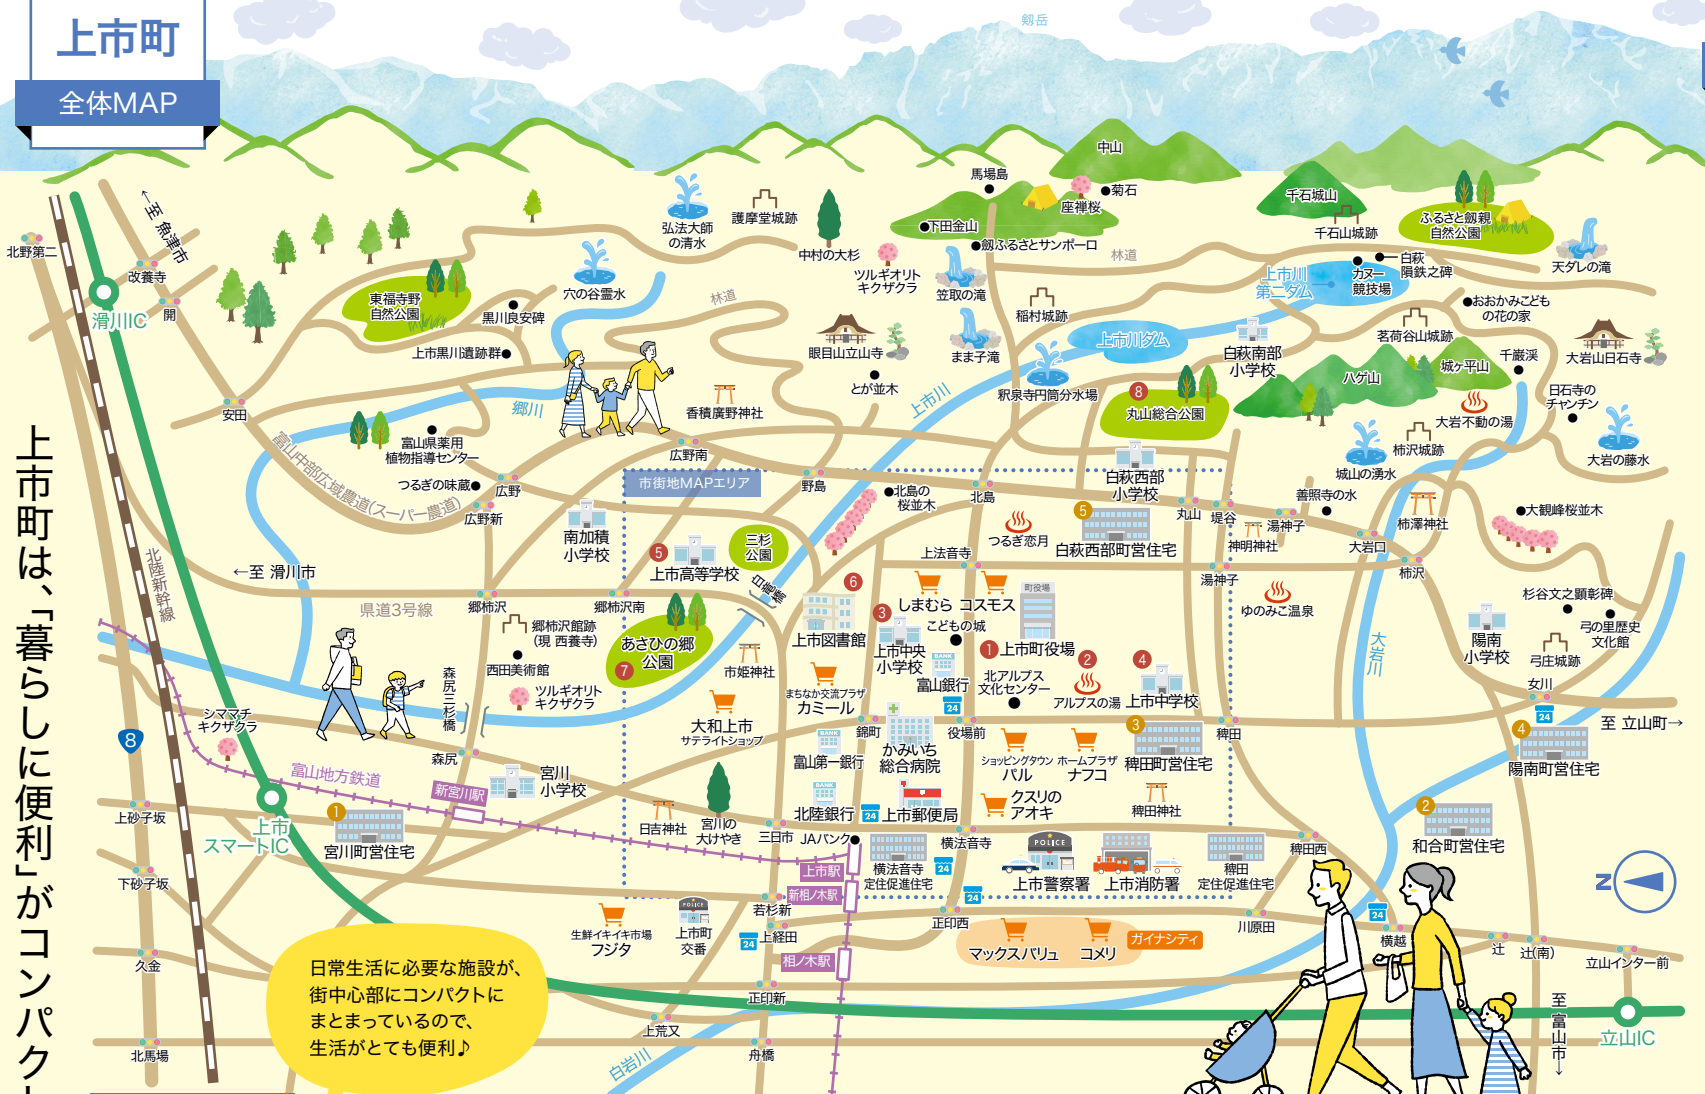 上市町
全体MAP
上市町は、「暮らしに便利」がコンパクト
剱岳
中山
馬場島
菊石
座禅桜
下田金山
剱ふるさとサンポーロ
千石城山
千石山城跡
ふるさと剱親
自然公園
天ダレの滝
白萩
隕鉄之碑
カヌー
競技場
上市川
第二ダム
林道
おおかみこども
の花の家
北野第二
←至 魚津市
改養寺
開
滑川IC
弘法大師
の清水
護摩堂城跡
中村の大杉
ツルギオリト
キクザクラ
笠取の滝
稲村城跡
穴の谷霊水
東福寺野
自然公園
黒川良安碑
上市黒川遺跡群
林道
眼目山立山寺
まま子滝
上市川ダム
白萩南部
小学校
茗荷谷山城跡
大岩山日石寺
千巌渓
城ヶ平山
ハゲ山
とが並木
釈泉寺円筒分水場
8
丸山総合公園
大岩不動の湯
日石寺の
チャンチン
柿沢城跡
城山の湧水
大岩の藤水
安田
郷川
香積廣野神社
上市川
富山県薬用
植物指導センター
広野南
富山中部広域農道(スーパー農道)
つるぎの味蔵
広野
広野新
市街地MAPエリア
野島
北島の
桜並木
北島
白萩西部
小学校
5
白萩西部町営住宅
丸山
堤谷
善照寺の水
湯神子
神明神社
柿澤神社
大観峰桜並木
大岩口
柿沢
北陸新幹線
←至 滑川市
南加積
小学校
5
上市高等学校
三杉
公園
白竜橋
つるぎ恋月
上法音寺
湯神子
ゆのみこ温泉
杉谷文之顕彰碑
弓の里歴史
文化館
弓庄城跡
陽南
小学校
大岩川
県道3号線
郷柿沢
郷柿沢南
郷柿沢館跡
(現 西養寺)
西田美術館
あさひの郷
公園
7
6
上市図書館
3
上市中央
小学校
しまむら
コスモス
こどもの城
町役場
1
上市町役場
BANK
富山銀行
北アルプス
文化センター
2
アルプスの湯
4
上市中学校
市姫神社
まちなか交流プラザ
カミール
ツルギオリト
キクザクラ
森尻三杉橋
シママチ
キクザクラ
8
森尻
大和上市
サテライトショップ
錦町
役場前
24
BANK
富山第一銀行
かみいち
総合病院
ショッピングタウン
パル
ホームプラザ
ナフコ
3
稗田町営住宅
稗田
女川
24
至 立山町→
4
陽南町営住宅
富山地方鉄道
新宮川駅
宮川
小学校
上砂子坂
上市
スマートIC
1
宮川町営住宅
日吉神社
宮川の
大けやき
BANK
北陸銀行
24
上市郵便局
クスリの
アオキ
稗田神社
三日市
JAバンク
横法音寺
横法音寺
定住促進住宅
24
POLICE
上市警察署
上市消防署
稗田
定住促進住宅
稗田西
2
和合町営住宅
N
下砂子坂
上市駅
新相ノ木駅
若杉新
24
生鮮イキイキ市場
フジタ
POLICE
上市町
交番
24
上経田
正印西
相ノ木駅
マックスバリュ
コメリ
ガイナシティ
川原田
24
横越
辻
辻(南)
立山インター前
久金
日常生活に必要な施設が、
街中心部にコンパクトに
まとまっているので、
生活がとても便利♪
正印新
上荒又
北馬場
白岩川
舟橋
至 富山市→
立山IC